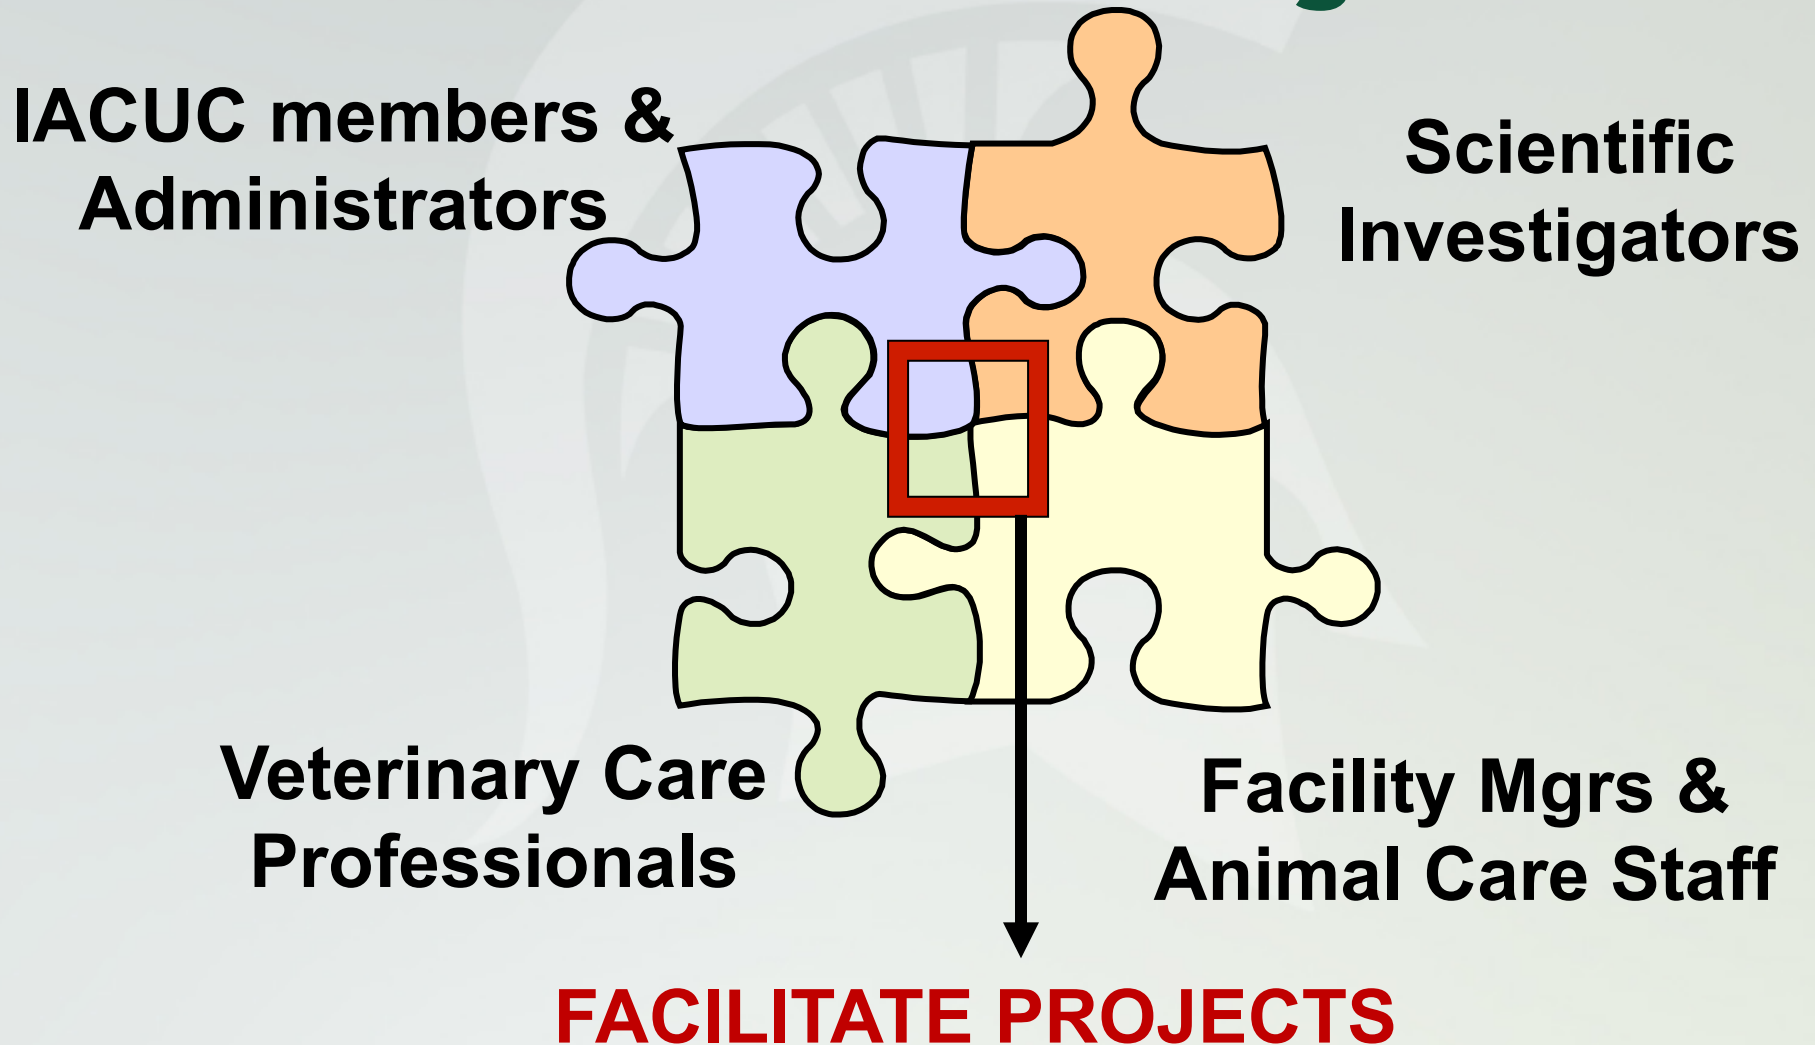 IACUC members &
Administrators
Scientific
Investigators
Veterinary Care
Professionals
Facility Mgrs &
Animal Care Staff
FACILITATE PROJECTS